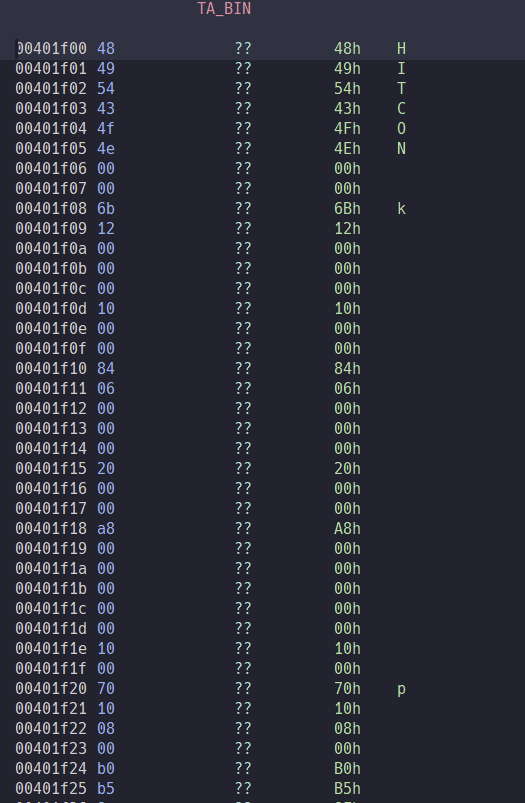 TA_BIN
00401f00 48 ?? 48h H
00401f01 49 ?? 49h I
00401f02 54 ?? 54h T
00401f03 43 ?? 43h C
00401f04 4f ?? 4Fh O
00401f05 4e ?? 4Eh N
00401f06 00 ?? 00h
00401f07 00 ?? 00h
00401f08 6b ?? 6Bh k
00401f09 12 ?? 12h
00401f0a 00 ?? 00h
00401f0b 00 ?? 00h
00401f0c 00 ?? 00h
00401f0d 10 ?? 10h
00401f0e 00 ?? 00h
00401f0f 00 ?? 00h
00401f10 84 ?? 84h
00401f11 06 ?? 06h
00401f12 00 ?? 00h
00401f13 00 ?? 00h
00401f14 00 ?? 00h
00401f15 20 ?? 20h
00401f16 00 ?? 00h
00401f17 00 ?? 00h
00401f18 a8 ?? A8h
00401f19 00 ?? 00h
00401f1a 00 ?? 00h
00401f1b 00 ?? 00h
00401f1c 00 ?? 00h
00401f1d 00 ?? 00h
00401f1e 10 ?? 10h
00401f1f 00 ?? 00h
00401f20 70 ?? 70h p
00401f21 10 ?? 10h
00401f22 08 ?? 08h
00401f23 00 ?? 00h
00401f24 b0 ?? B0h
00401f25 b5 ?? B5h